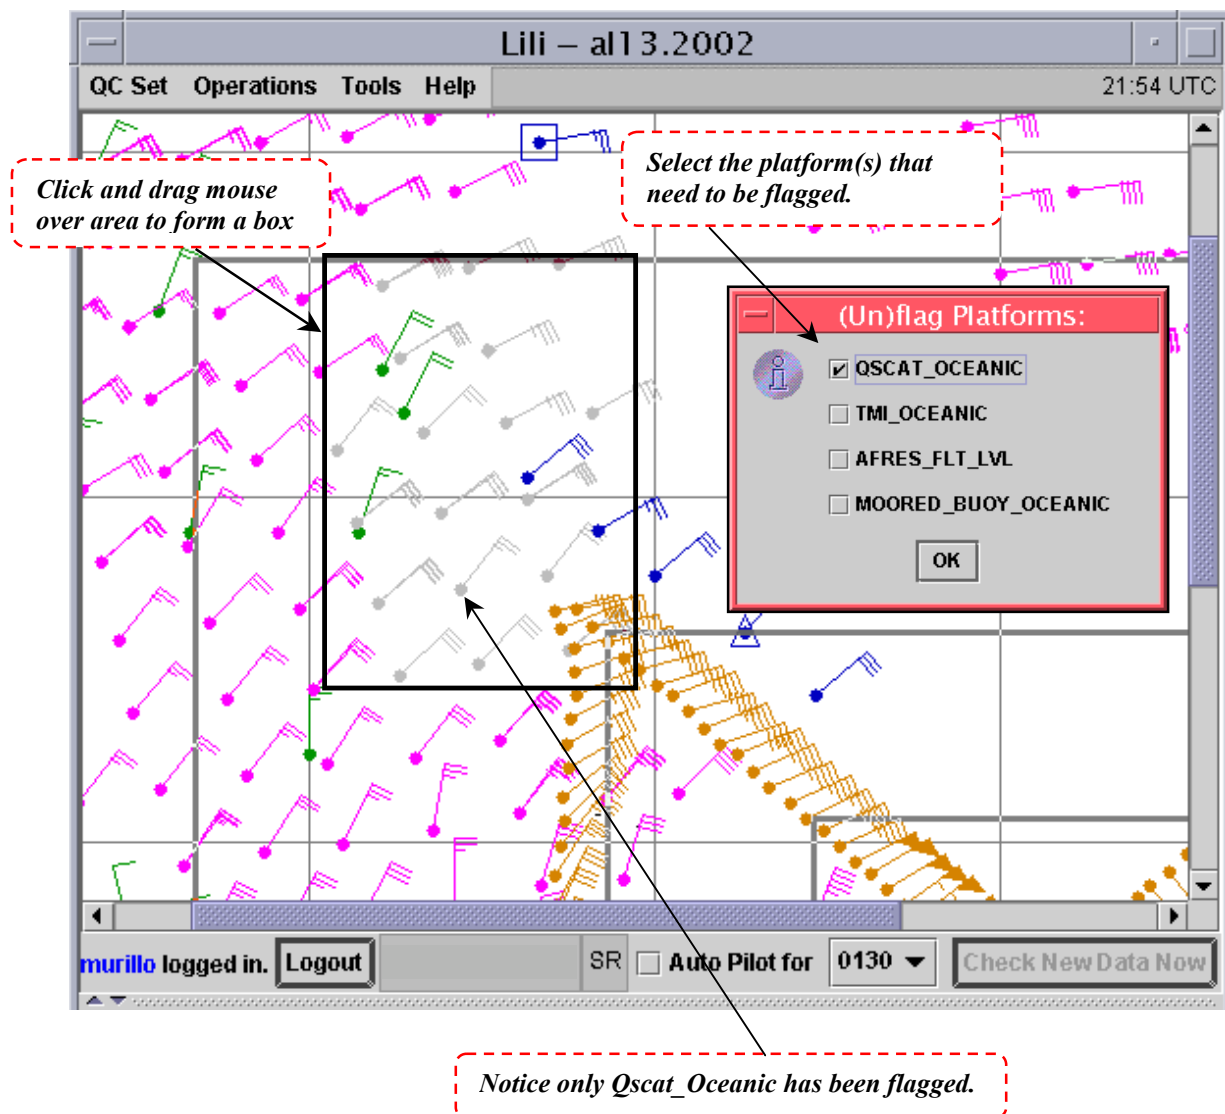 Lili – al13.2002
QC Set Operations Tools Help 21:54 UTC
Click and drag mouse
over area to form a box
Select the platform(s) that
need to be flagged.
(Un)flag Platforms:
QSCAT_OCEANIC
TMI_OCEANIC
AFRES_FLT_LVL
MOORED_BUOY_OCEANIC
OK
murillo logged in. Logout SR Auto Pilot for 0130 Check New Data Now
Notice only Qscat_Oceanic has been flagged.